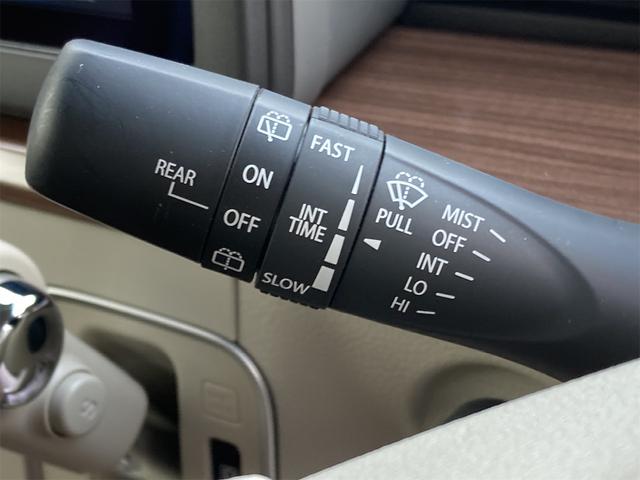 REAR
ON
OFF
FAST
INT
TIME
SLOW
PULL
MIST
OFF
INT
LO
HI